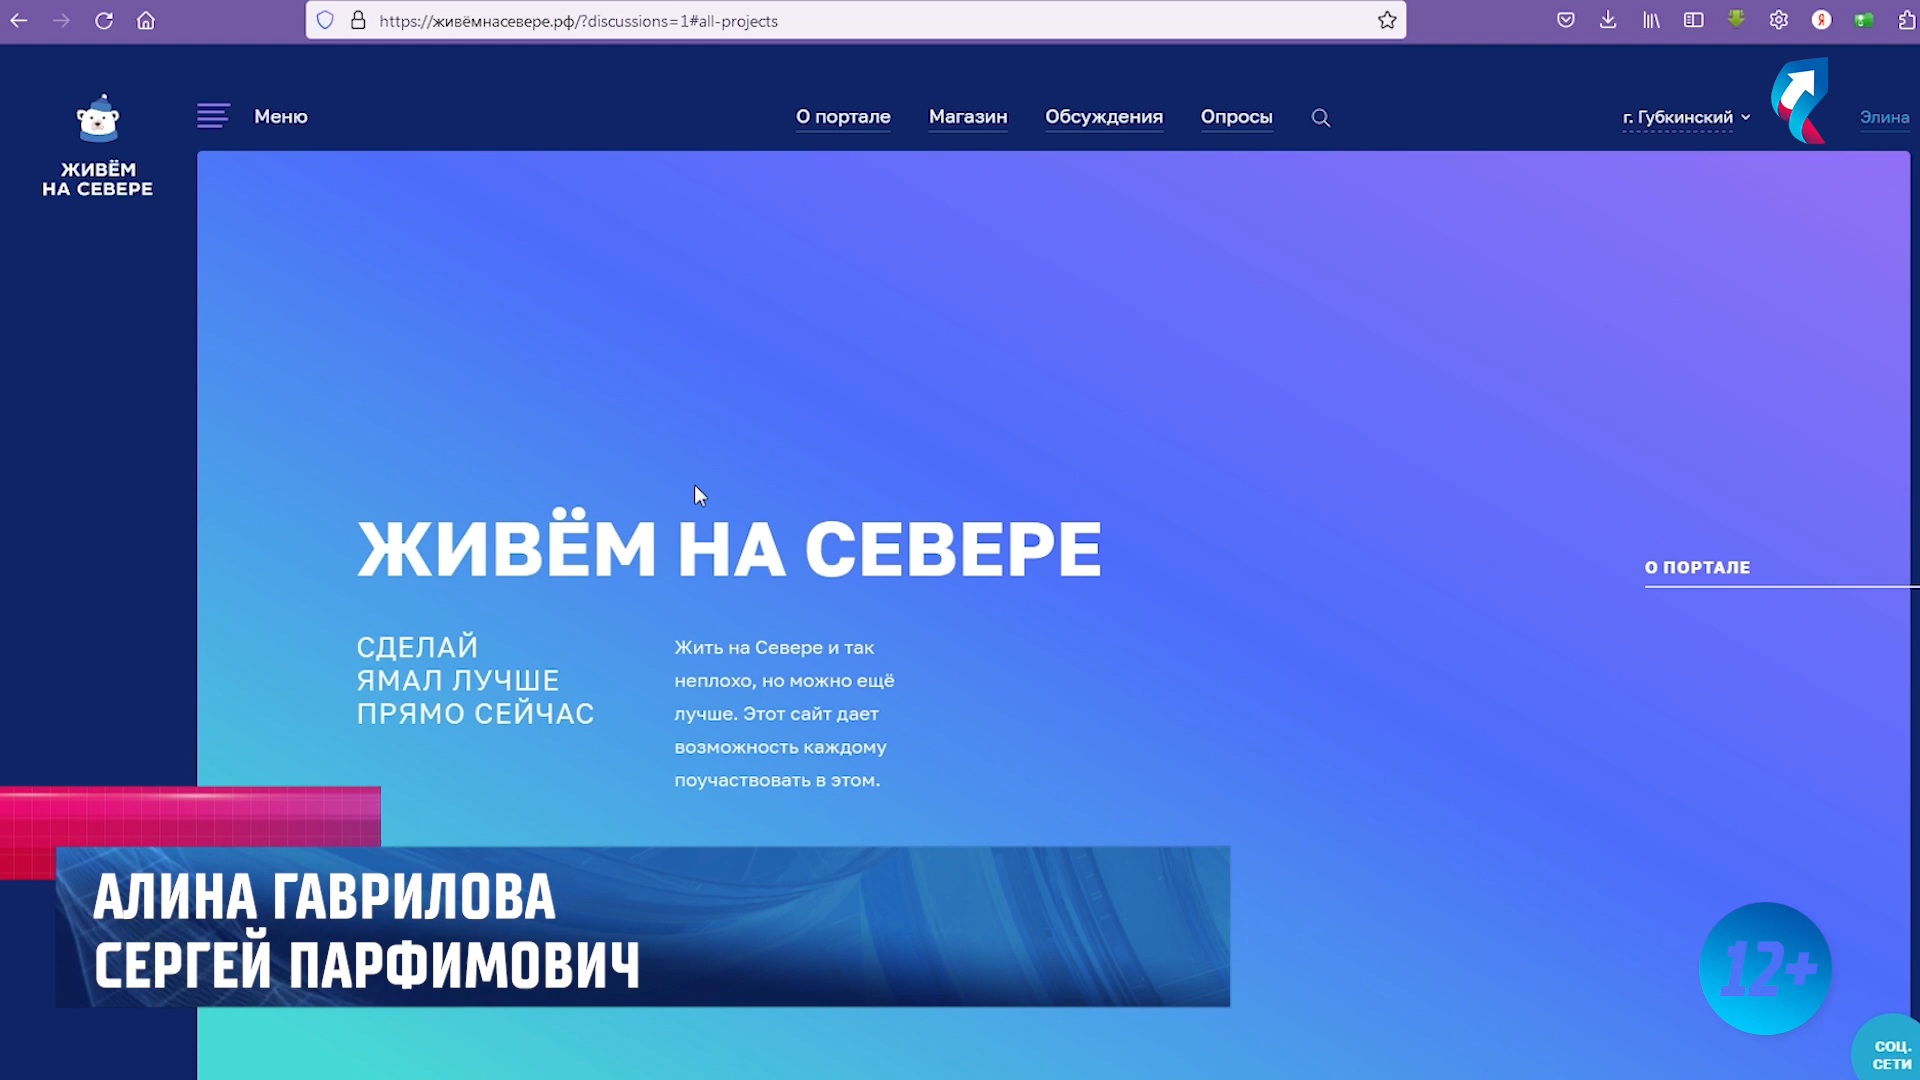 https://живёмнасевере.рф/?discussions=1#all-projects
Меню
О портале
Магазин
Обсуждения
Опросы
г. Губкинский
Элина
ЖИВЁМ
НА СЕВЕРЕ
ЖИВЁМ НА СЕВЕРЕ
О ПОРТАЛЕ
СДЕЛАЙ
ЯМАЛ ЛУЧШЕ
ПРЯМО СЕЙЧАС
Жить на Севере и так
неплохо, но можно ещё
лучше. Этот сайт дает
возможность каждому
поучаствовать в этом.
АЛИНА ГАВРИЛОВА
СЕРГЕЙ ПАРФИМОВИЧ
12+
СОЦ.
СЕТИ